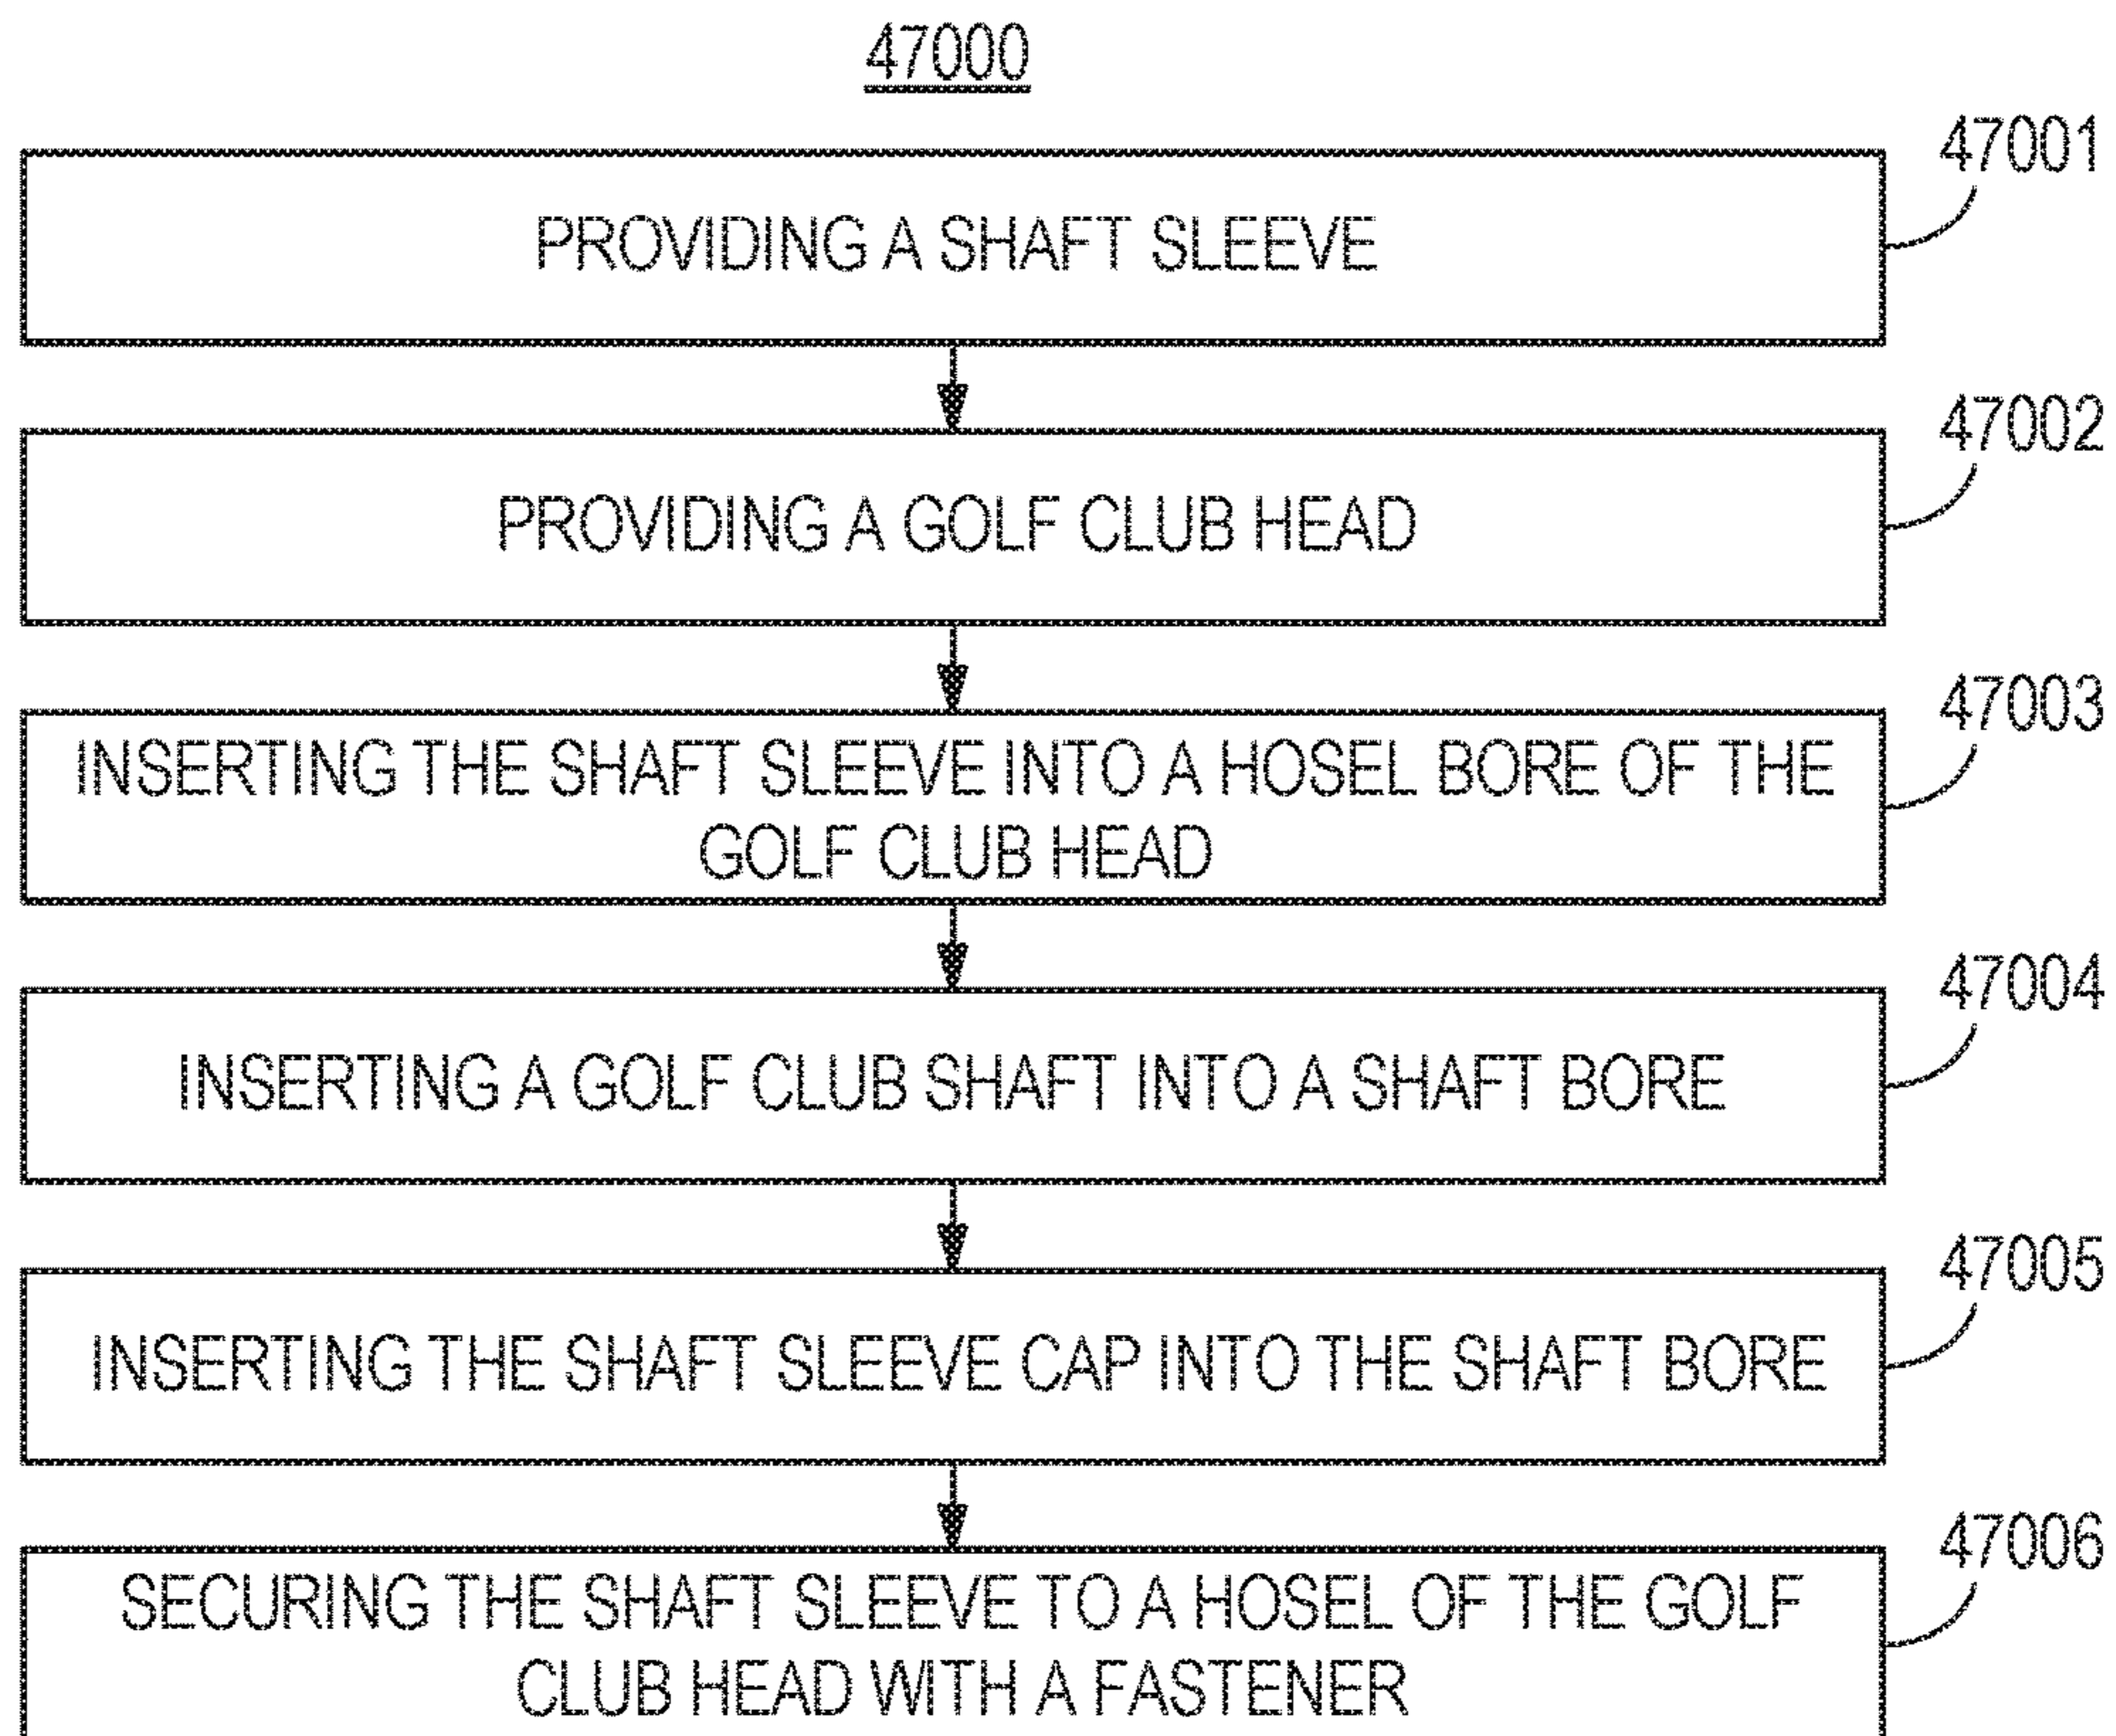 47000
47001
PROVIDING A SHAFT SLEEVE
47002
PROVIDING A GOLF CLUB HEAD
47003
INSERTING THE SHAFT SLEEVE INTO A HOSEL BORE OF THE
GOLF CLUB HEAD
47004
INSERTING A GOLF CLUB SHAFT INTO A SHAFT BORE
47005
INSERTING THE SHAFT SLEEVE CAP INTO THE SHAFT BORE
47006
SECURING THE SHAFT SLEEVE TO A HOSEL OF THE GOLF
CLUB HEAD WITH A FASTENER